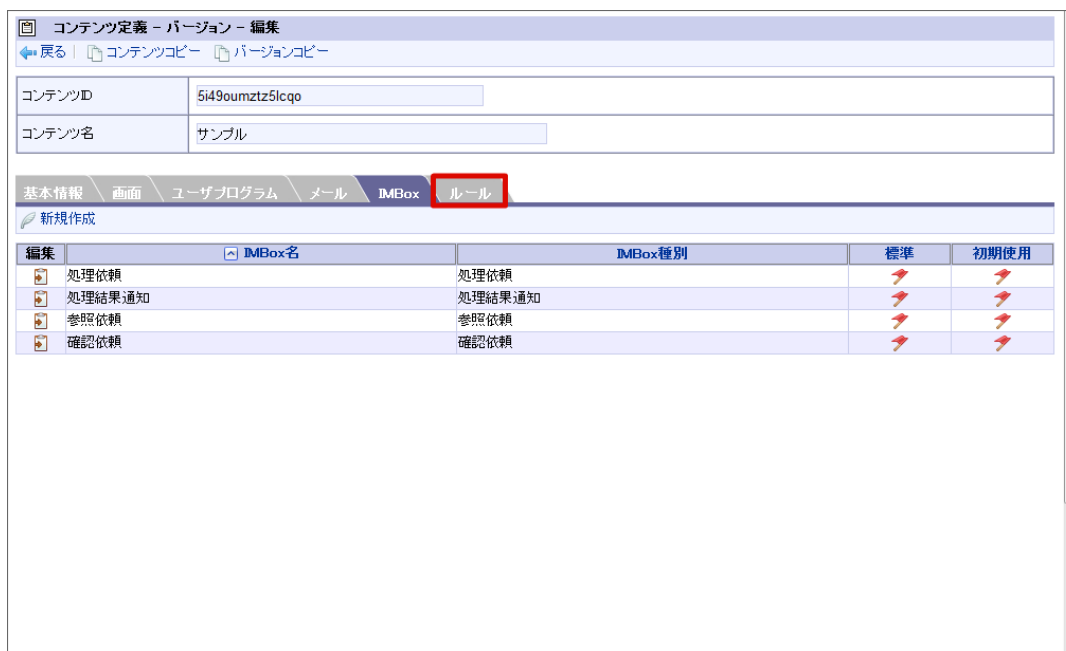 コンテンツ定義 - バージョン - 編集
戻る コンテンツコピー バージョンコピー
コンテンツID 5i49oumztz5lcqo
コンテンツ名 サンプル
基本情報 画面 ユーザプログラム メール IMBox ルール
新規作成
編集 IMBox名 IMBox種別 標準 初期使用
処理依頼 処理依頼
処理結果通知 処理結果通知
参照依頼 参照依頼
確認依頼 確認依頼